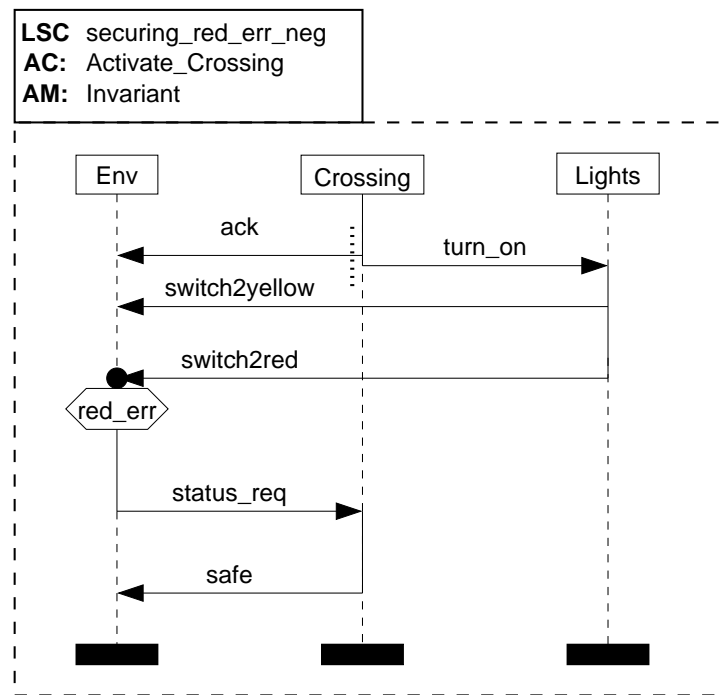 LSC securing_red_err_neg
AC: Activate_Crossing
AM: Invariant
Env Crossing Lights
ack
turn_on
switch2yellow
switch2red
red_err
status_req
safe